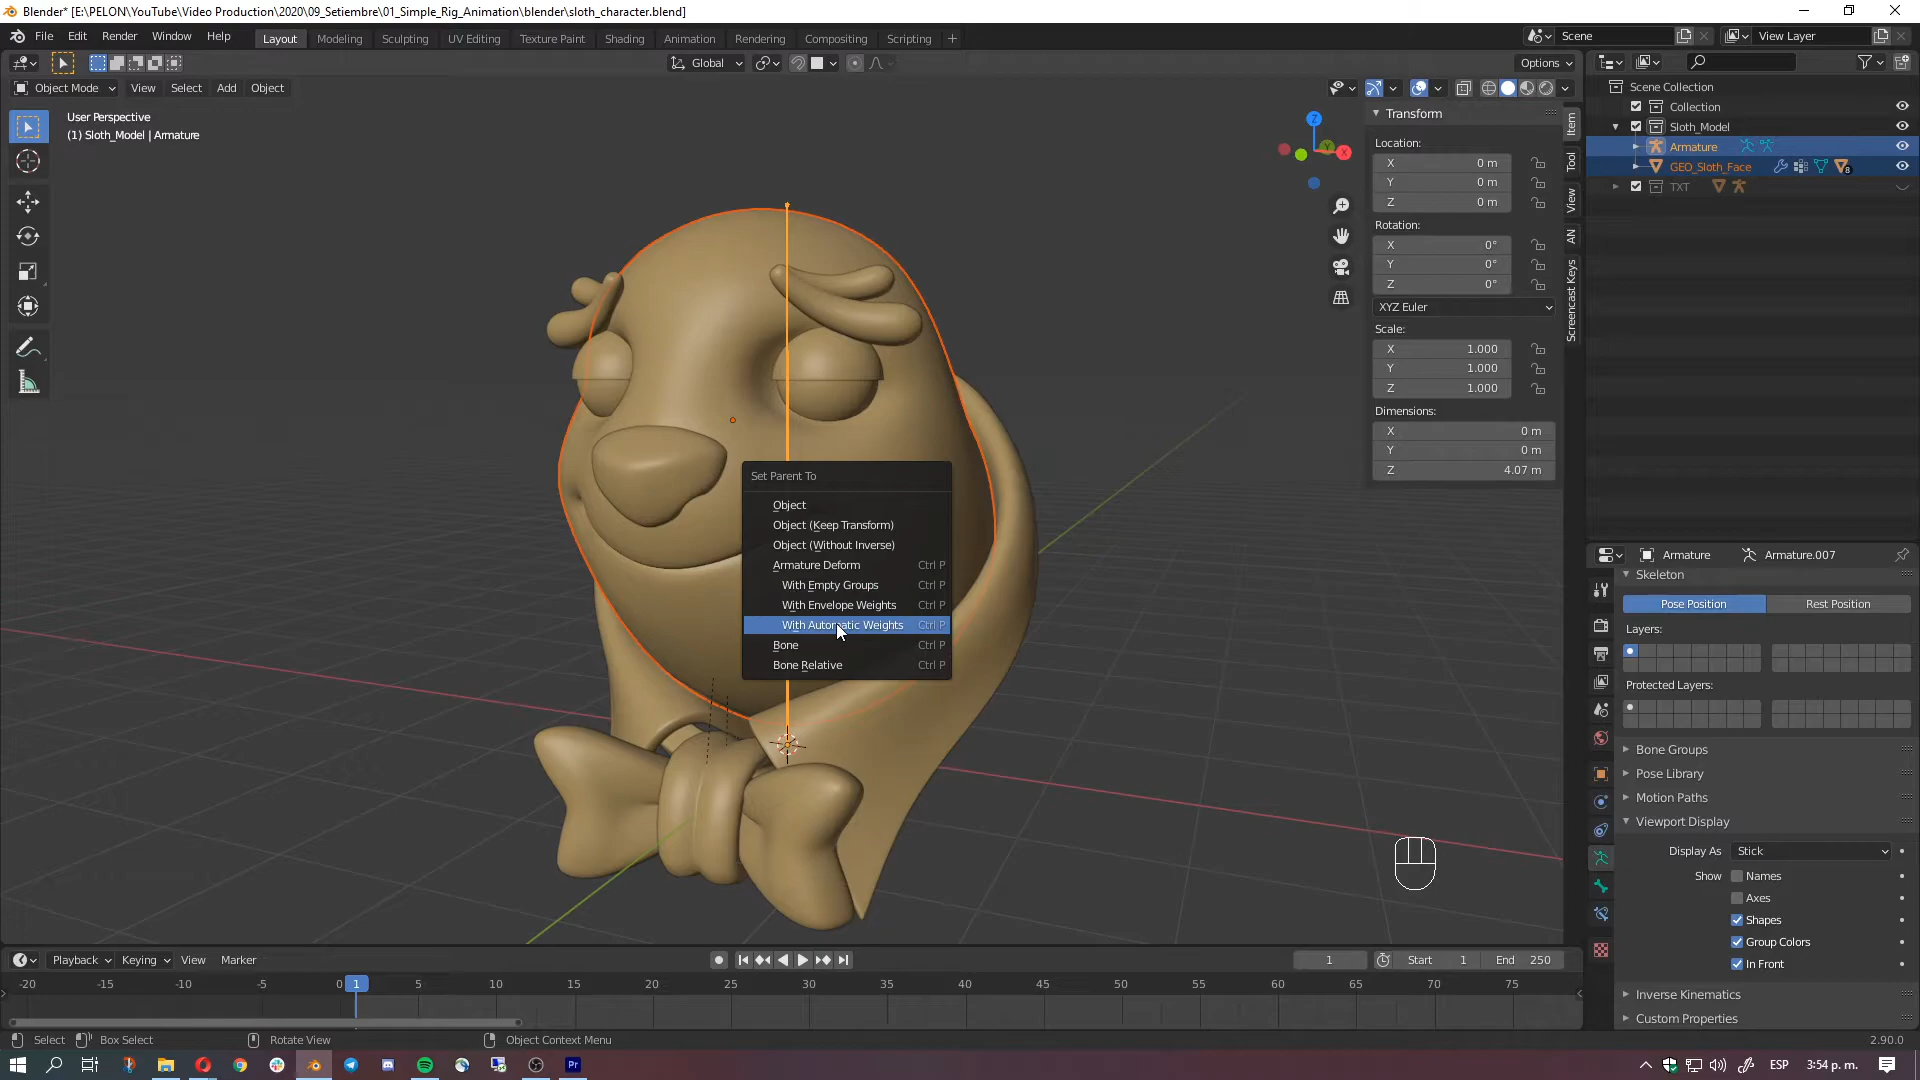 Blender* [E:\PELON\YouTube\Video Production\2020\09_Setiembre\01_Simple_Rig_Animation\blender\sloth_character.blend]
File Edit Render Window Help
Layout Modeling Sculpting UV Editing Texture Paint Shading Animation Rendering Compositing Scripting +
Scene View Layer
Global Options
Object Mode View Select Add Object
User Perspective
(1) Sloth_Model | Armature
Z
X
Y
Transform
Location:
X 0 m
Y 0 m
Z 0 m
Rotation:
X 0°
Y 0°
Z 0°
XYZ Euler
Scale:
X 1.000
Y 1.000
Z 1.000
Dimensions:
X 0 m
Y 0 m
Z 4.07 m
Item
Tool
View
AN
Screencast Keys
Scene Collection
Collection
Sloth_Model
Armature
GEO_Sloth_Face 8
TXT
Set Parent To
Object
Object (Keep Transform)
Object (Without Inverse)
Armature Deform Ctrl P
With Empty Groups Ctrl P
With Envelope Weights Ctrl P
With Automatic Weights Ctrl P
Bone Ctrl P
Bone Relative Ctrl P
Armature Armature.007
Skeleton
Pose Position Rest Position
Layers:
Protected Layers:
Bone Groups
Pose Library
Motion Paths
Viewport Display
Display As Stick
Show Names
Axes
Shapes
Group Colors
In Front
Inverse Kinematics
Custom Properties
Playback Keying View Marker
1 Start 1 End 250
-20 -15 -10 -5 0 1 5 10 15 20 25 30 35 40 45 50 55 60 65 70 75
Select Box Select Rotate View Object Context Menu 2.90.0
Pr
ESP 3:54 p. m.